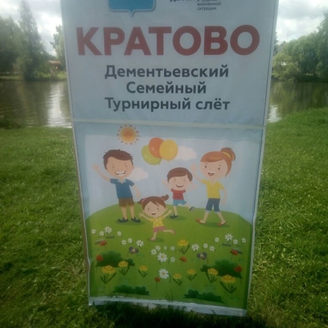 КРАТОВО
Дементьевский
Семейный
Турнирный слёт